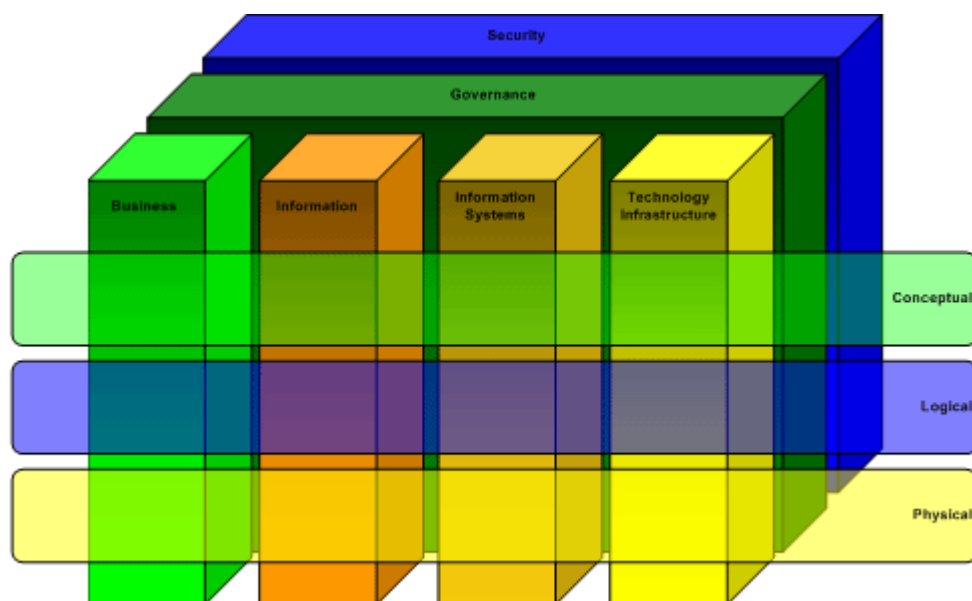 Security
Governance
Business
Information
Information
Systems
Technology
Infrastructure
Conceptual
Logical
Physical